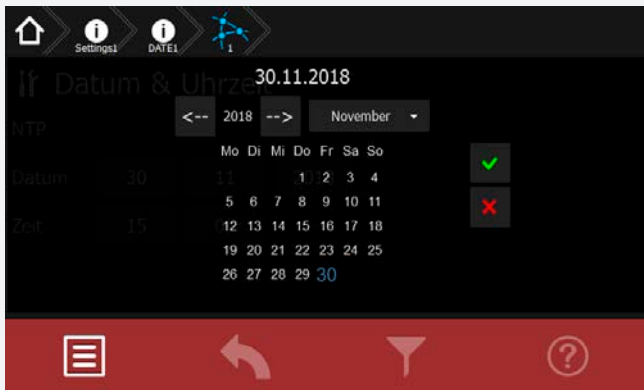 Settings1 DATE1 1
30.11.2018
Datum & Uhrzeit
<-- 2018 --> November
NTP
Mo Di Mi Do Fr Sa So
1 2 3 4
Datum 30 11
5 6 7 8 9 10 11
12 13 14 15 16 17 18
Zeit 15
19 20 21 22 23 24 25
26 27 28 29 30
?